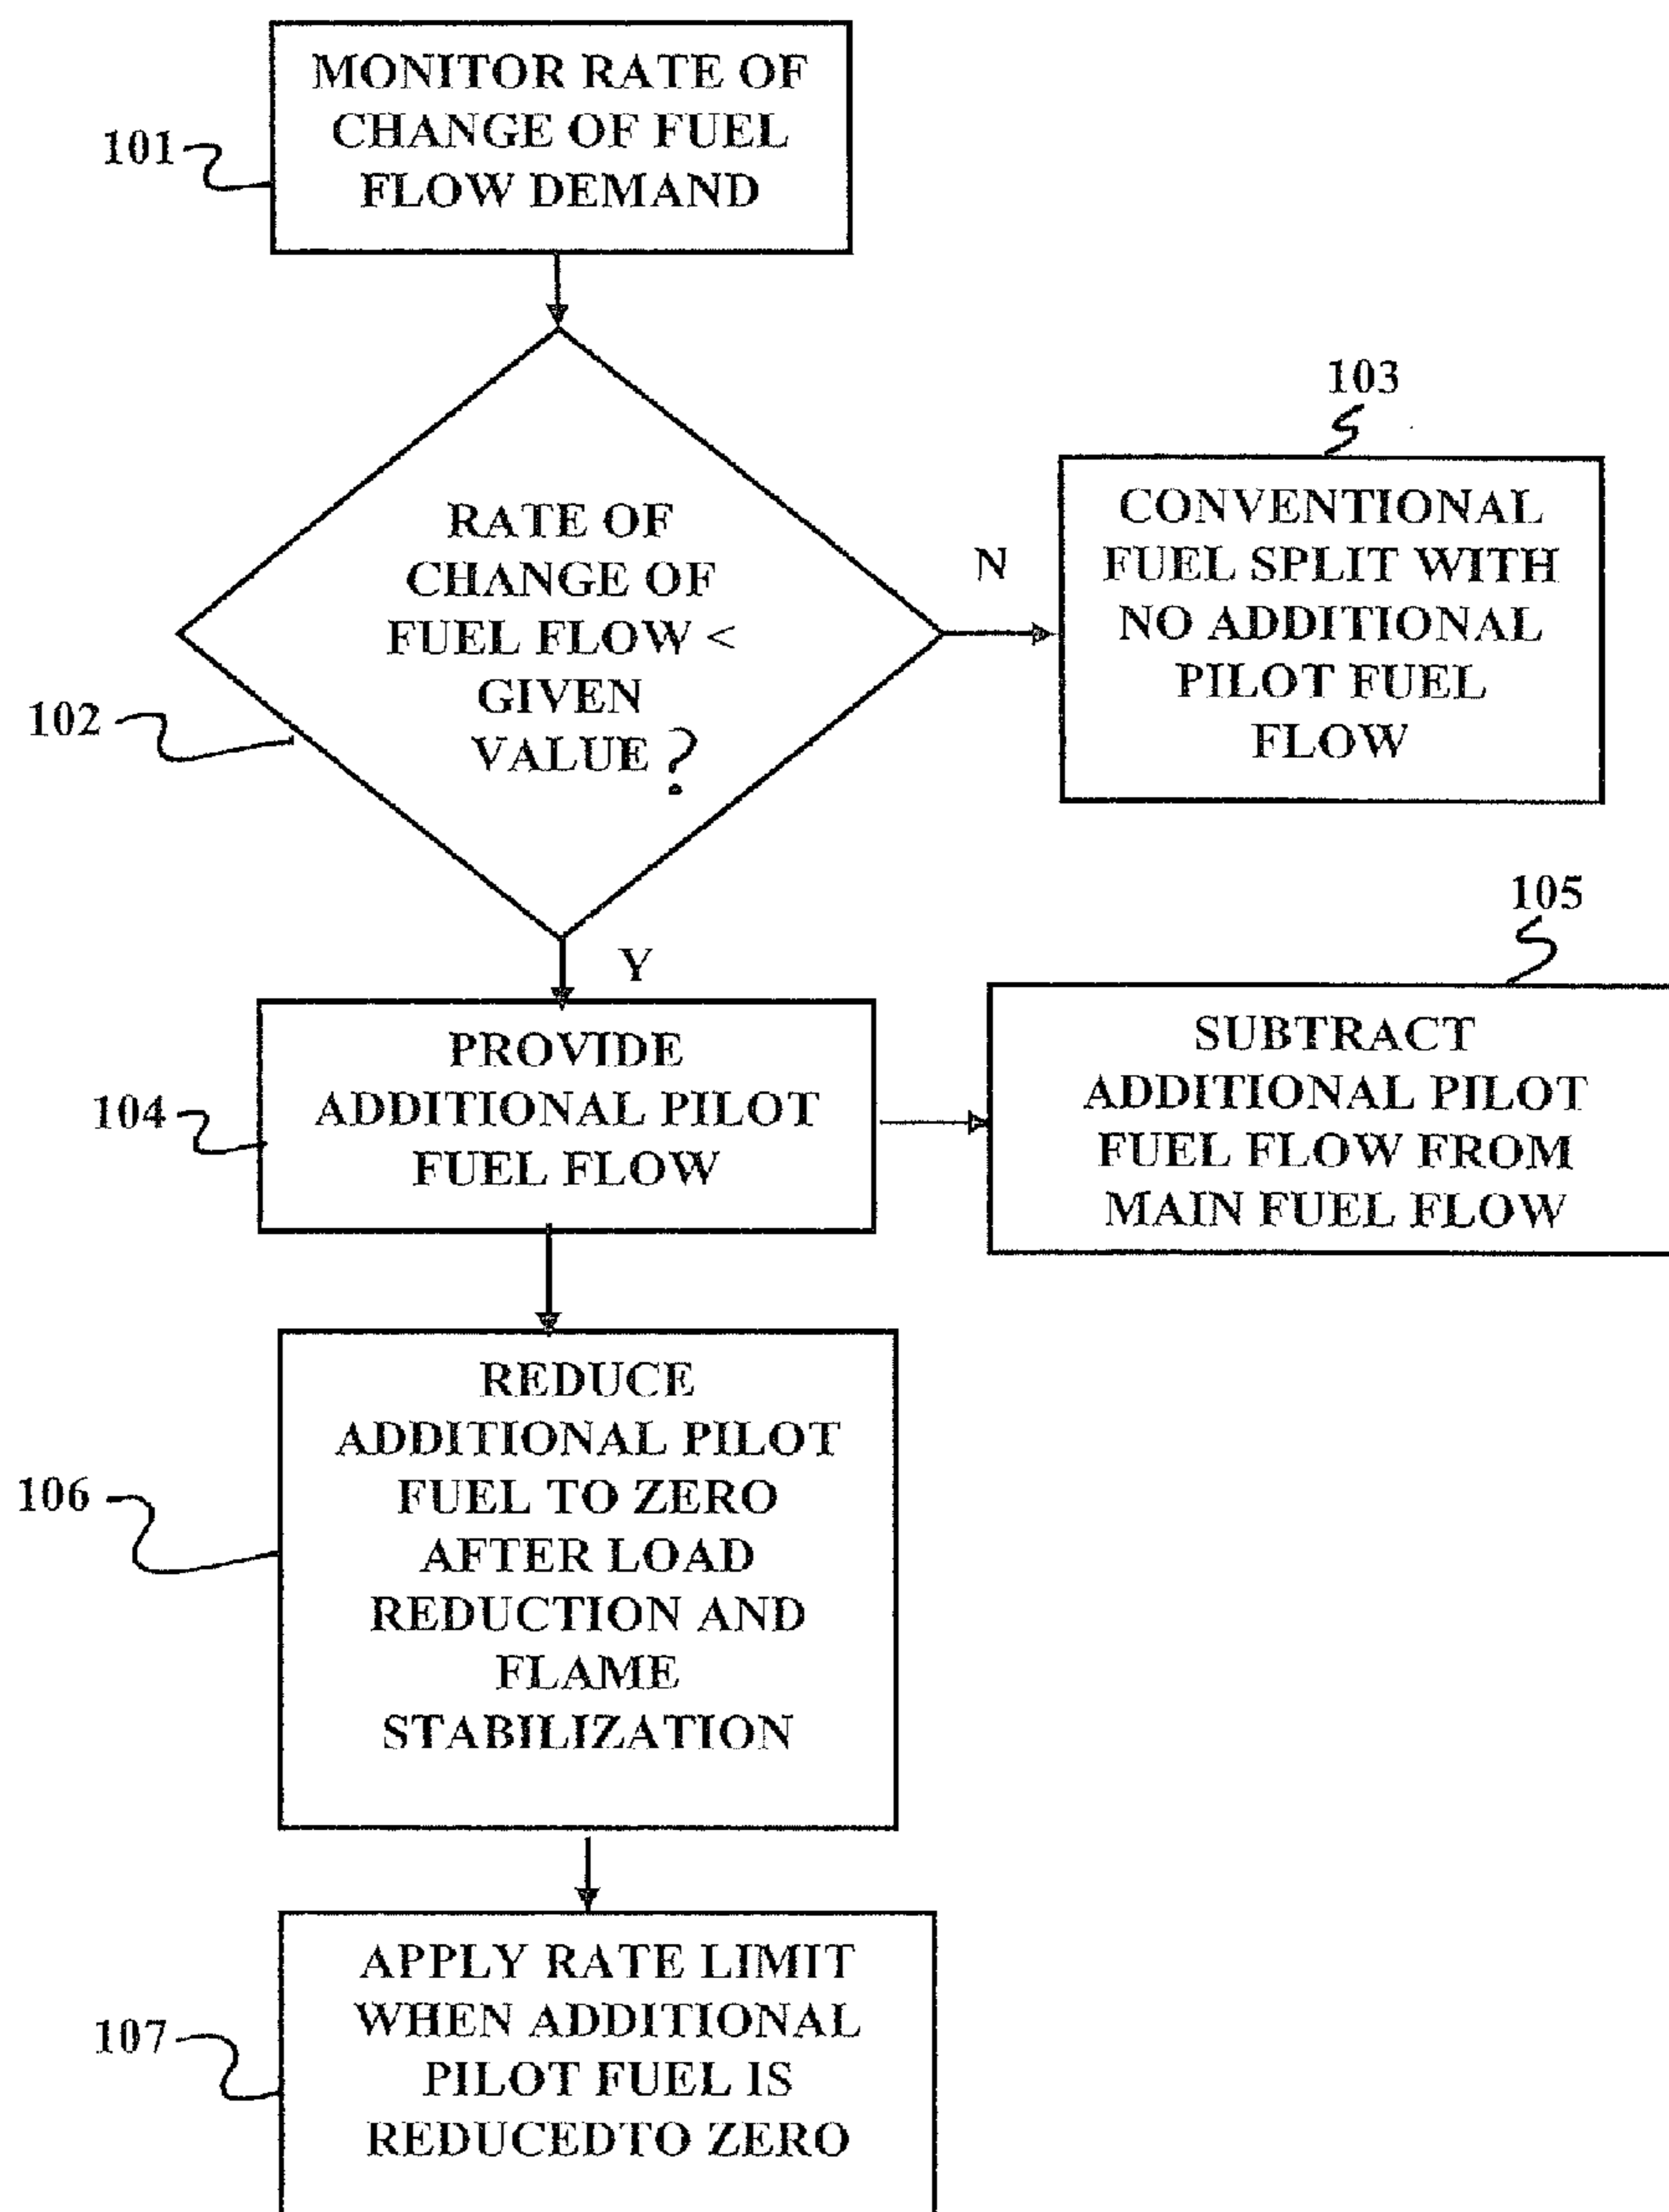 MONITOR RATE OF
CHANGE OF FUEL
FLOW DEMAND
101
RATE OF
CHANGE OF
FUEL FLOW <
GIVEN
VALUE ?
102
N
103
CONVENTIONAL
FUEL SPLIT WITH
NO ADDITIONAL
PILOT FUEL
FLOW
Y
105
PROVIDE
ADDITIONAL PILOT
FUEL FLOW
104
SUBTRACT
ADDITIONAL PILOT
FUEL FLOW FROM
MAIN FUEL FLOW
REDUCE
ADDITIONAL PILOT
FUEL TO ZERO
AFTER LOAD
REDUCTION AND
FLAME
STABILIZATION
106
APPLY RATE LIMIT
WHEN ADDITIONAL
PILOT FUEL IS
REDUCEDTO ZERO
107